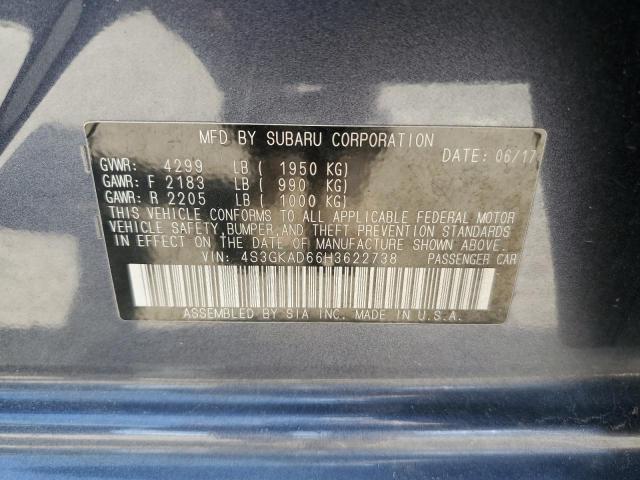 MFD BY SUBARU CORPORATION
DATE: 06/17
GVWR: 4299 LB ( 1950 KG)
GAWR: F 2183 LB ( 990 KG)
GAWR: R 2205 LB ( 1000 KG)
THIS VEHICLE CONFORMS TO ALL APPLICABLE FEDERAL MOTOR
VEHICLE SAFETY, BUMPER, AND THEFT PREVENTION STANDARDS
IN EFFECT ON THE DATE OF MANUFACTURE SHOWN ABOVE.
VIN: 4S3GKAD66H3622738 PASSENGER CAR
ASSEMBLED BY SIA INC. MADE IN U.S.A.